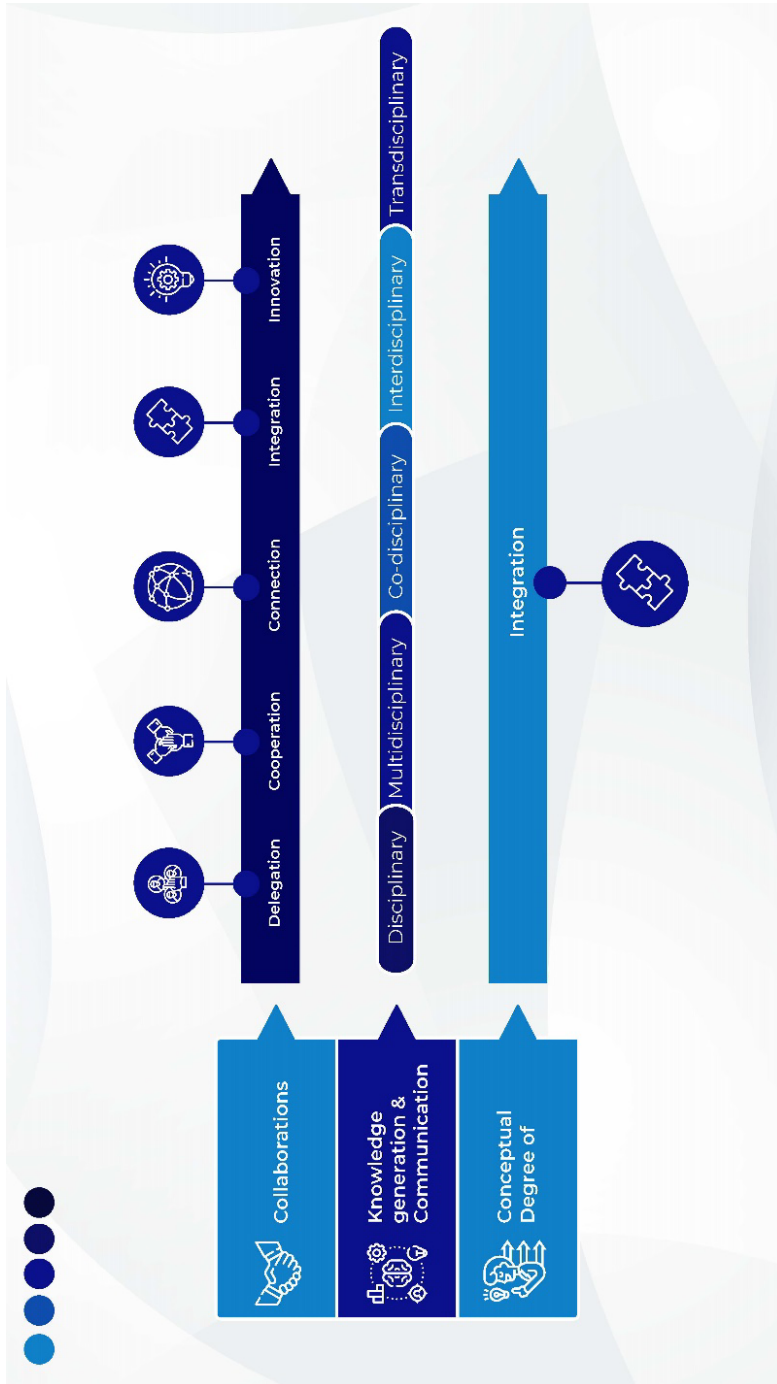 Collaborations
Delegation
Cooperation
Connection
Integration
Innovation
Knowledge
generation &
Communication
Disciplinary
Multidisciplinary
Co-disciplinary
Interdisciplinary
Transdisciplinary
Conceptual
Degree of
Integration